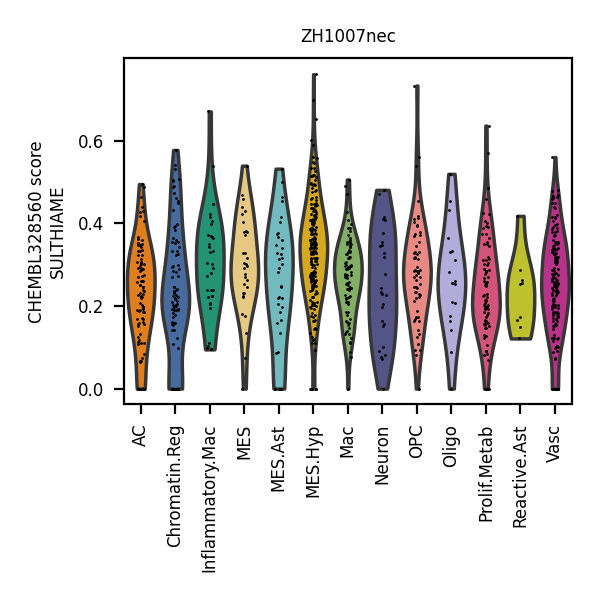 ZH1007nec
CHEMBL328560 score
SULTHIAME
0.6
0.4
0.2
0.0
AC
Chromatin.Reg
Inflammatory.Mac
MES
MES.Ast
MES.Hyp
Mac
Neuron
OPC
Oligo
Prolif.Metab
Reactive.Ast
Vasc